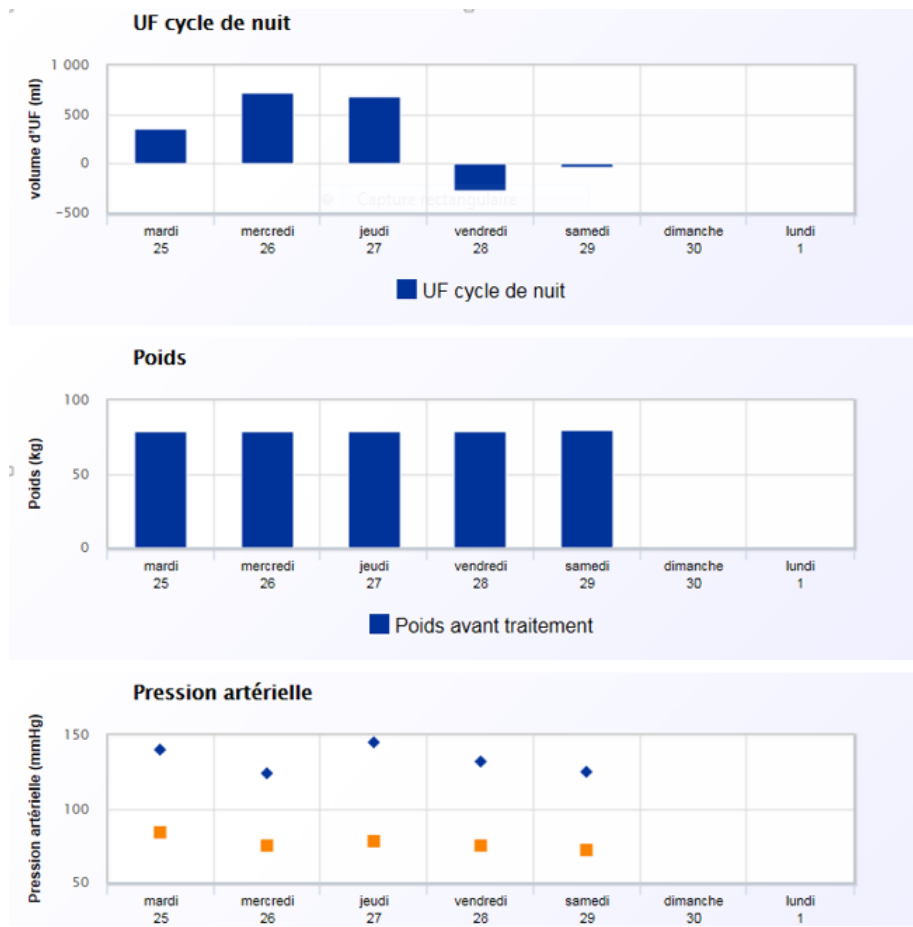 UF cycle de nuit
volume d'UF (ml)
1 000
500
0
−500
Capture rectangulaire
mardi mercredi jeudi vendredi samedi dimanche lundi
25 26 27 28 29 30 1
UF cycle de nuit
Poids
Poids (kg)
100
50
0
mardi mercredi jeudi vendredi samedi dimanche lundi
25 26 27 28 29 30 1
Poids avant traitement
Pression artérielle
Pression artérielle (mmHg)
150
100
50
mardi mercredi jeudi vendredi samedi dimanche lundi
25 26 27 28 29 30 1